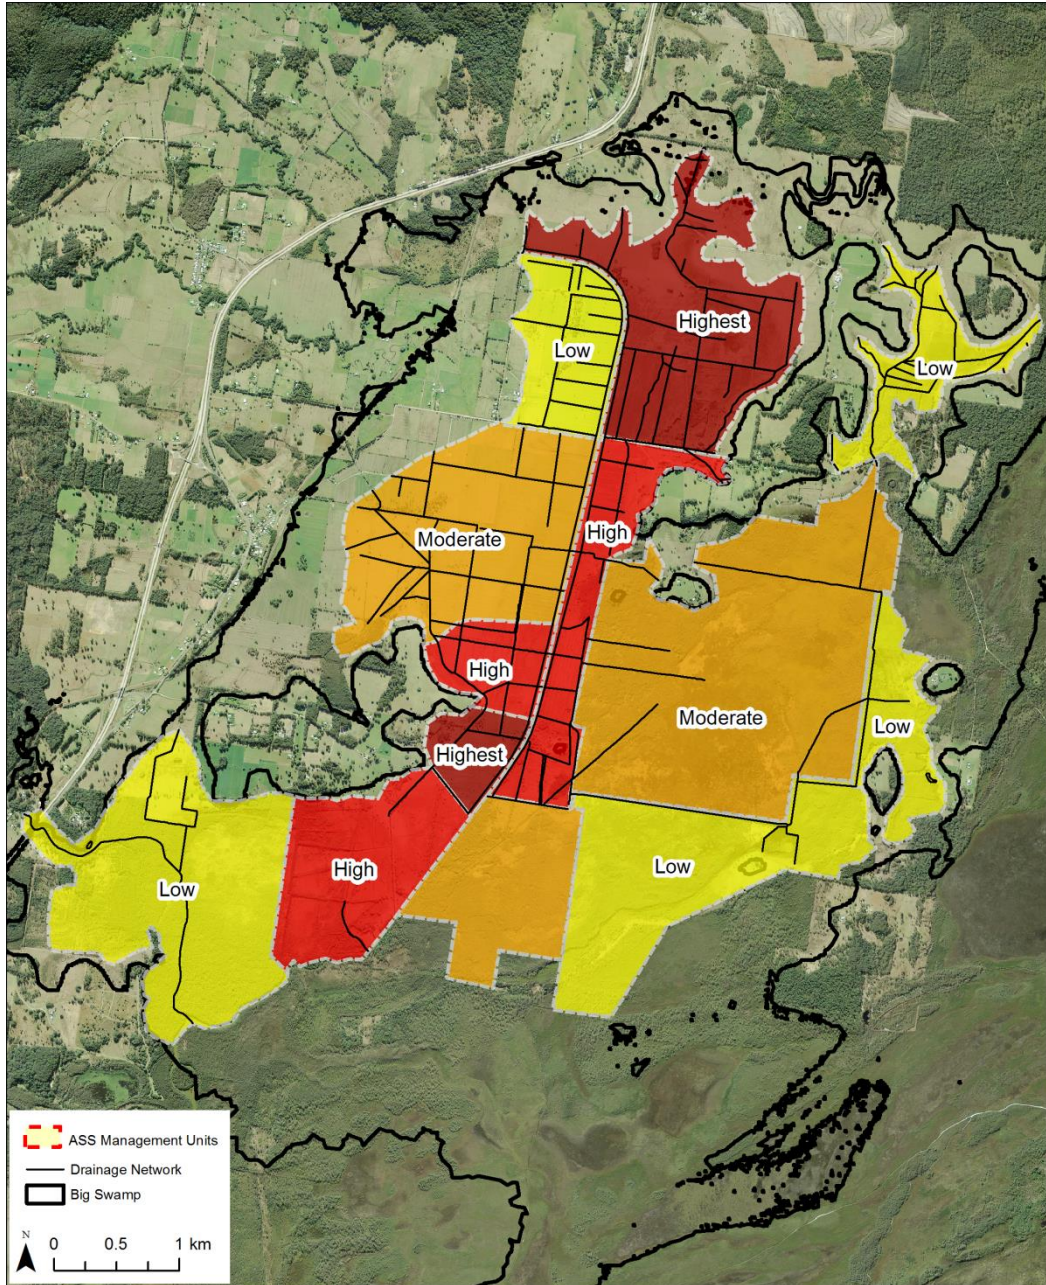 Highest
Low
Low
High
Moderate
High
Moderate
Low
Highest
High
Low
Low
ASS Management Units
Drainage Network
Big Swamp
N
0 0.5 1 km